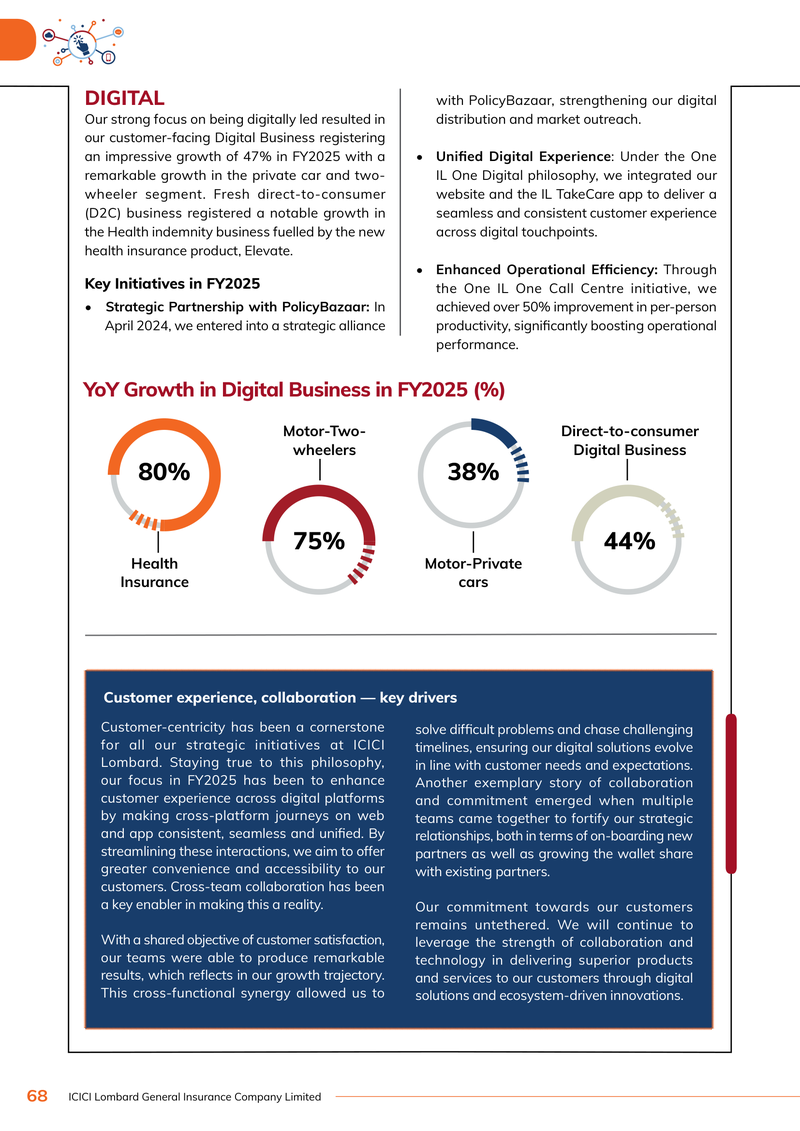 DIGITAL
Our strong focus on being digitally led resulted in
our customer-facing Digital Business registering
an impressive growth of 47% in FY2025 with a
remarkable growth in the private car and two-
wheeler segment. Fresh direct-to-consumer
(D2C) business registered a notable growth in
the Health indemnity business fuelled by the new
health insurance product, Elevate.
Key Initiatives in FY2025
• Strategic Partnership with PolicyBazaar: In
April 2024, we entered into a strategic alliance
with PolicyBazaar, strengthening our digital
distribution and market outreach.
• Unified Digital Experience: Under the One
IL One Digital philosophy, we integrated our
website and the IL TakeCare app to deliver a
seamless and consistent customer experience
across digital touchpoints.
• Enhanced Operational Efficiency: Through
the One IL One Call Centre initiative, we
achieved over 50% improvement in per-person
productivity, significantly boosting operational
performance.
YoY Growth in Digital Business in FY2025 (%)
80%
Health
Insurance
Motor-Two-
wheelers
75%
38%
Motor-Private
cars
Direct-to-consumer
Digital Business
44%
Customer experience, collaboration — key drivers
Customer-centricity has been a cornerstone
for all our strategic initiatives at ICICI
Lombard. Staying true to this philosophy,
our focus in FY2025 has been to enhance
customer experience across digital platforms
by making cross-platform journeys on web
and app consistent, seamless and unified. By
streamlining these interactions, we aim to offer
greater convenience and accessibility to our
customers. Cross-team collaboration has been
a key enabler in making this a reality.
With a shared objective of customer satisfaction,
our teams were able to produce remarkable
results, which reflects in our growth trajectory.
This cross-functional synergy allowed us to
solve difficult problems and chase challenging
timelines, ensuring our digital solutions evolve
in line with customer needs and expectations.
Another exemplary story of collaboration
and commitment emerged when multiple
teams came together to fortify our strategic
relationships, both in terms of on-boarding new
partners as well as growing the wallet share
with existing partners.
Our commitment towards our customers
remains untethered. We will continue to
leverage the strength of collaboration and
technology in delivering superior products
and services to our customers through digital
solutions and ecosystem-driven innovations.
68 ICICI Lombard General Insurance Company Limited